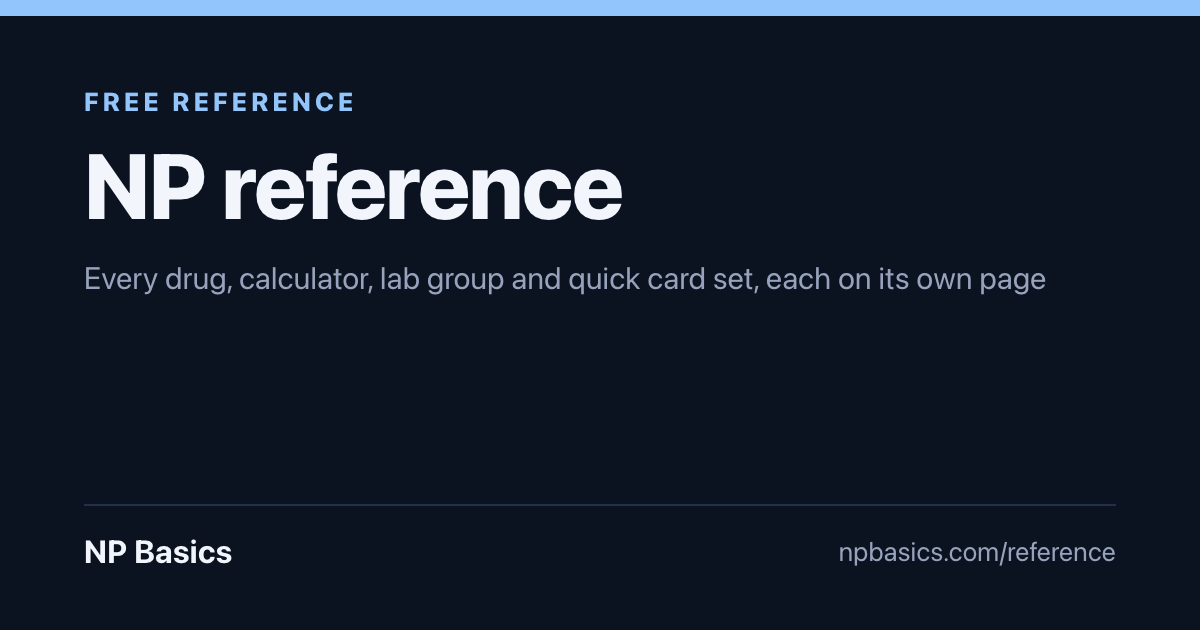 FREE REFERENCE
NP reference
Every drug, calculator, lab group and quick card set, each on its own page
NP Basics
npbasics.com/reference